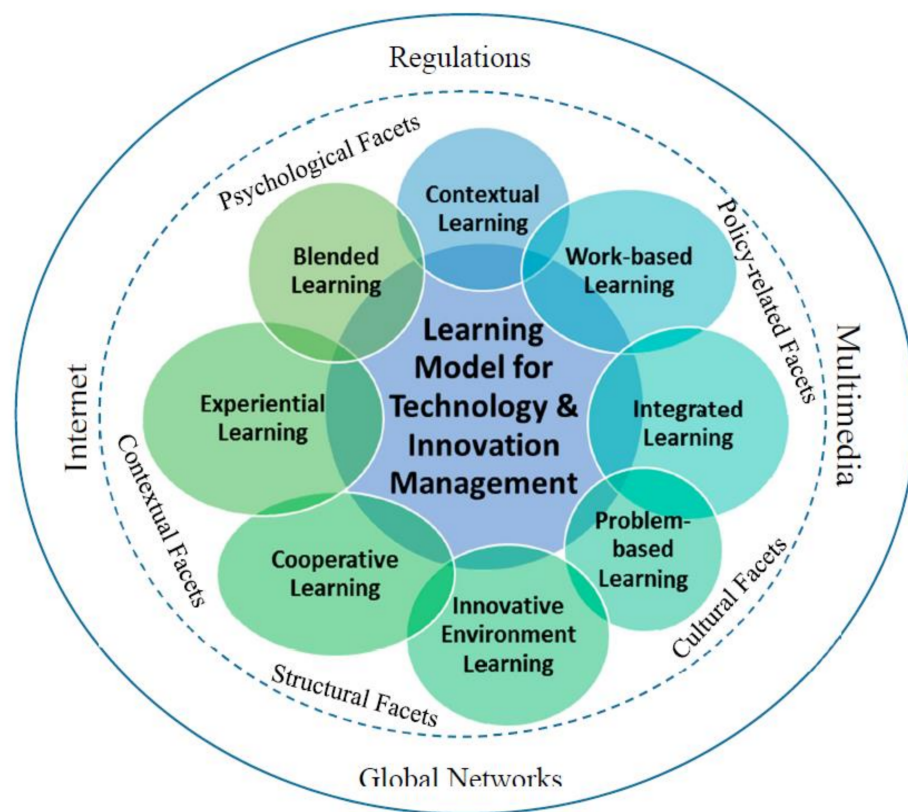 Regulations
Psychological Facets
Contextual
Learning
Blended
Learning
Work-based
Learning
Policy-related Facets
Learning
Model for
Technology &
Innovation
Management
Internet
Experiential
Learning
Integrated
Learning
Multimedia
Contextual Facets
Cooperative
Learning
Problem-
based
Learning
Innovative
Environment
Learning
Cultural Facets
Structural Facets
Global Networks